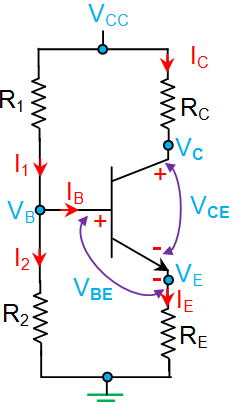 VCC
IC
R1
RC
I1
VC
IB
+
+
VB
VCE
I2
-
VBE
-
VE
IE
R2
RE